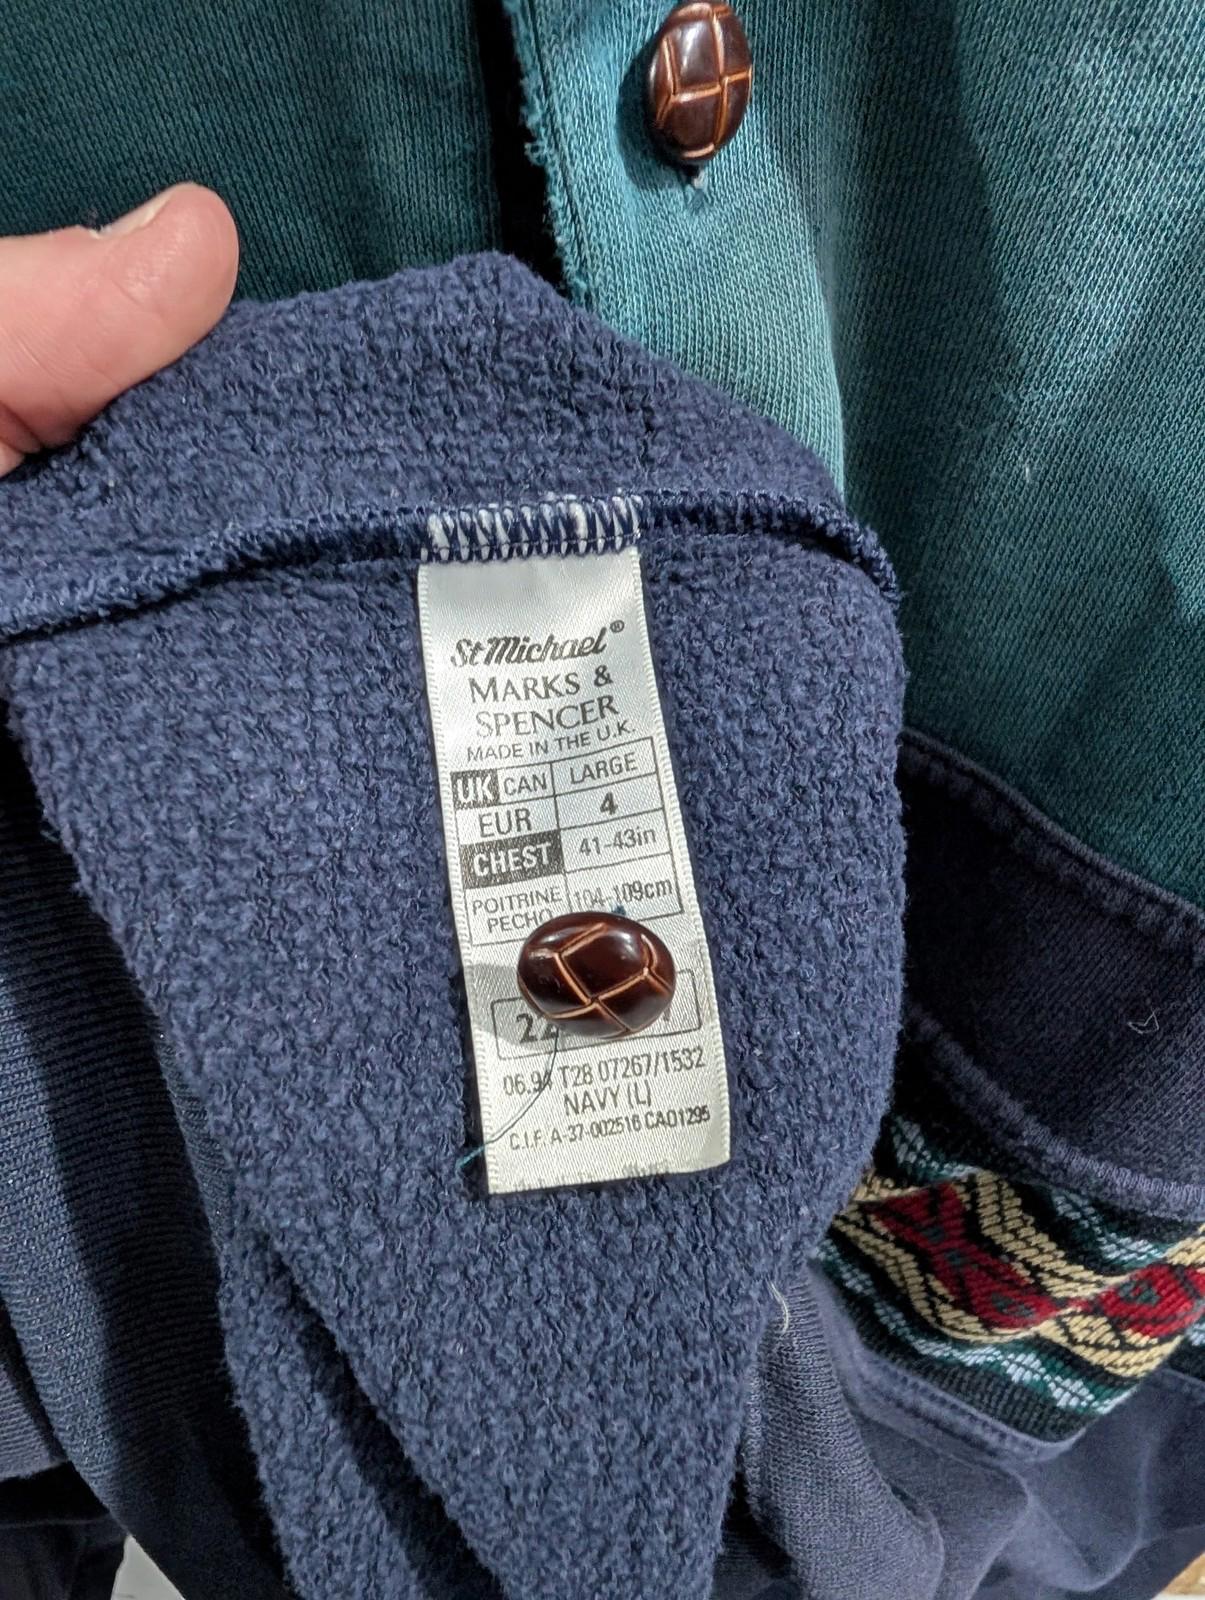 St Michael®
MARKS &
SPENCER
MADE IN THE U.K.
UK CAN LARGE
EUR 4
CHEST 41-43in
POITRINE 104-109cm
PECHO
06.94 T28 07267/1532
NAVY (L)
C.I.F. A-37-002516 CA01295